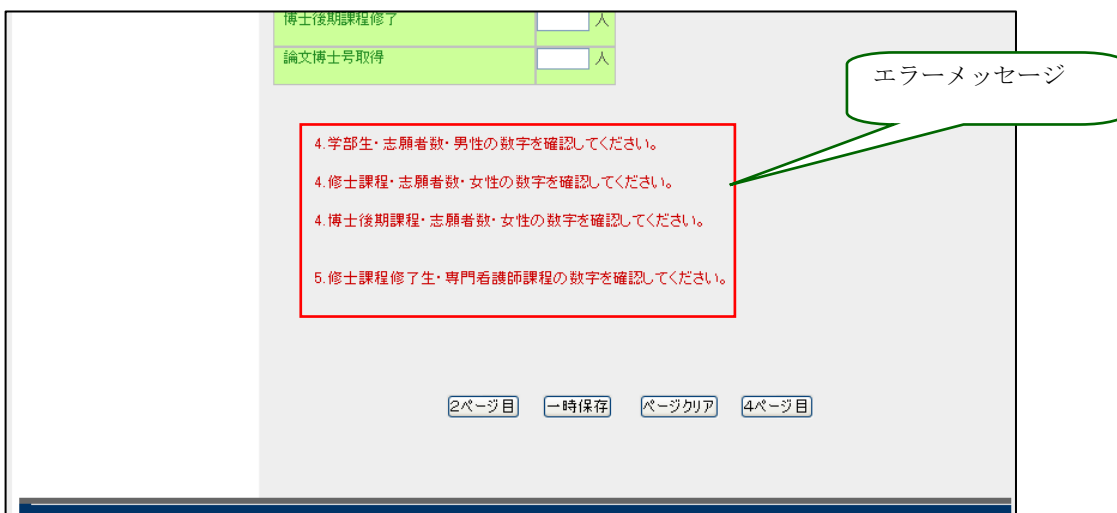 博士後期課程修了 人
論文博士号取得 人
エラーメッセージ
4.学部生・志願者数・男性の数字を確認してください。
4.修士課程・志願者数・女性の数字を確認してください。
4.博士後期課程・志願者数・女性の数字を確認してください。
5.修士課程修了生・専門看護師課程の数字を確認してください。
2ページ目 一時保存 ページクリア 4ページ目